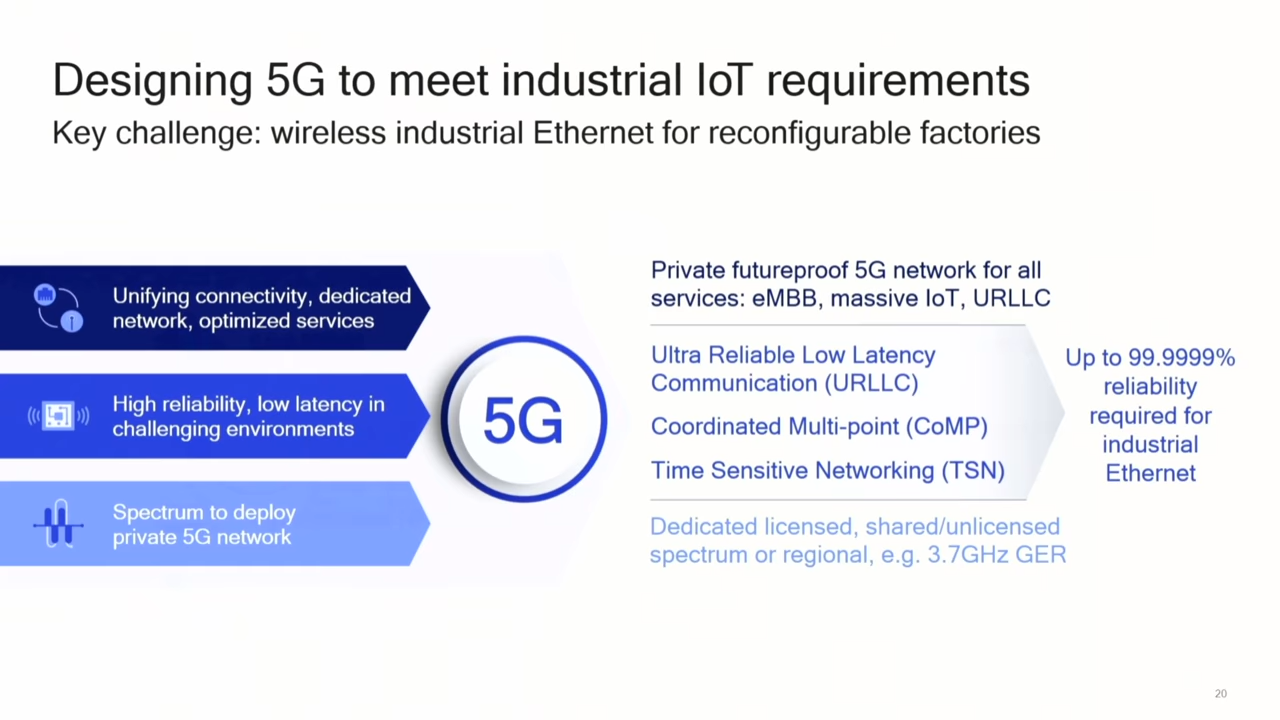 Designing 5G to meet industrial IoT requirements
Key challenge: wireless industrial Ethernet for reconfigurable factories
Unifying connectivity, dedicated
network, optimized services
High reliability, low latency in
challenging environments
Spectrum to deploy
private 5G network
5G
Private futureproof 5G network for all
services: eMBB, massive IoT, URLLC
Ultra Reliable Low Latency
Communication (URLLC)
Coordinated Multi-point (CoMP)
Time Sensitive Networking (TSN)
Up to 99.9999%
reliability
required for
industrial
Ethernet
Dedicated licensed, shared/unlicensed
spectrum or regional, e.g. 3.7GHz GER
20